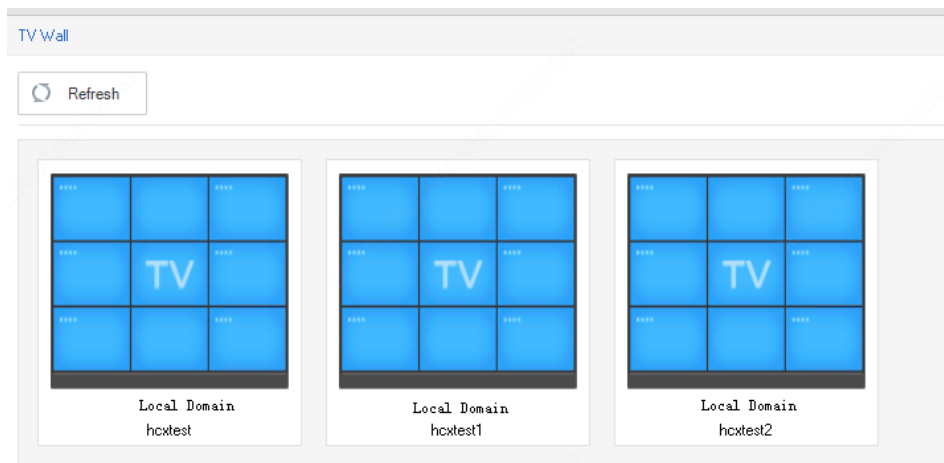 TV Wall
Refresh
TV
TV
TV
Local Domain
Local Domain
Local Domain
hcxtest
hcxtest1
hcxtest2